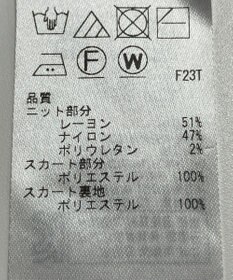 F W
F23T
品質
ニット部分
レーヨン 51%
ナイロン 47%
ポリウレタン 2%
スカート部分
ポリエステル 100%
スカート裏地
ポリエステル 100%